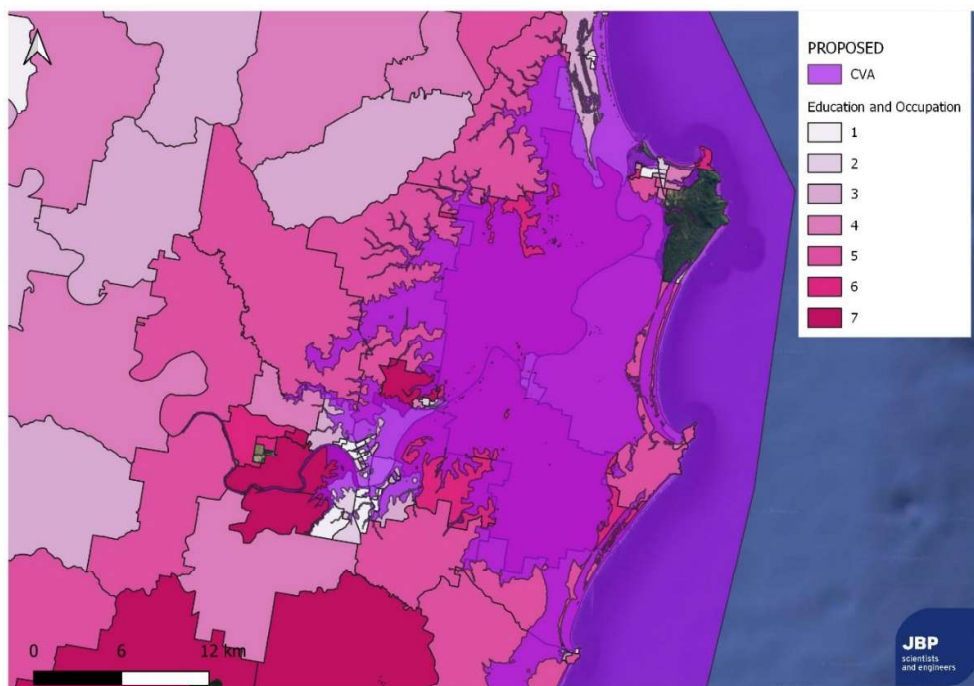 PROPOSED
CVA
Education and Occupation
1
2
3
4
5
6
7
0 6 12 km
JBP
scientists
and engineers